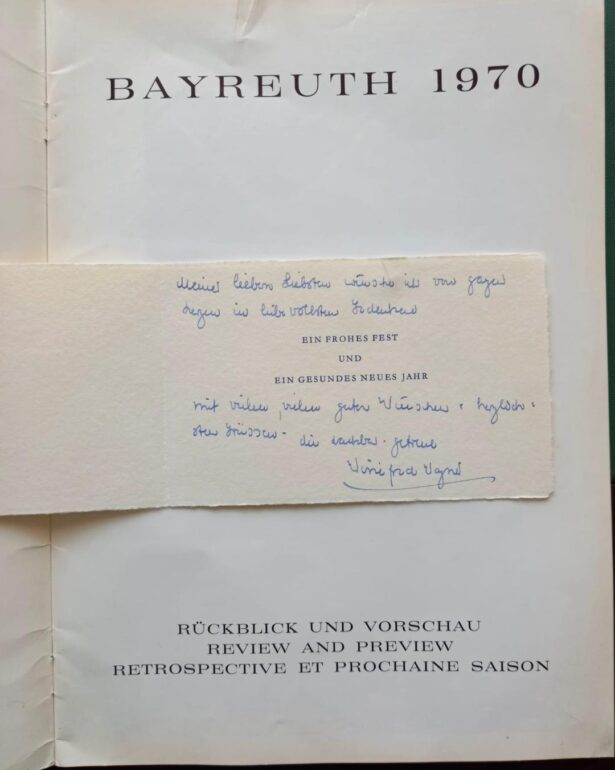 BAYREUTH 1970
Meiner lieben Liebsten wünsche ich von ganzem
Herzen in liebevollstem Gedenken
EIN FROHES FEST
UND
EIN GESUNDES NEUES JAHR
mit vielen, vielen guten Wünschen + herzlich-
sten Grüssen - die dankbar getreue
Winifred Wagner
RÜCKBLICK UND VORSCHAU
REVIEW AND PREVIEW
RETROSPECTIVE ET PROCHAINE SAISON